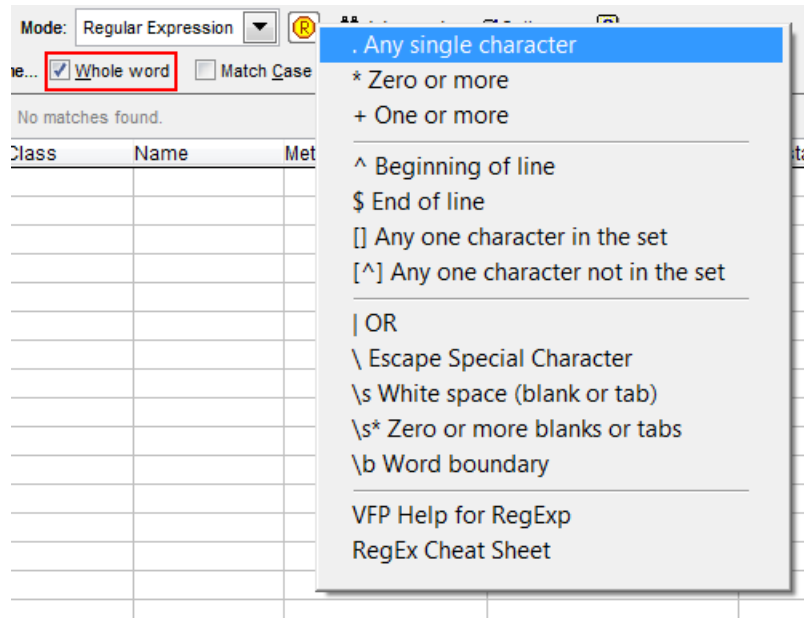 Mode: Regular Expression R
Whole word Match Case
No matches found.
Class Name Met
. Any single character
* Zero or more
+ One or more
^ Beginning of line
$ End of line
[] Any one character in the set
[^] Any one character not in the set
| OR
\ Escape Special Character
\s White space (blank or tab)
\s* Zero or more blanks or tabs
\b Word boundary
VFP Help for RegExp
RegEx Cheat Sheet